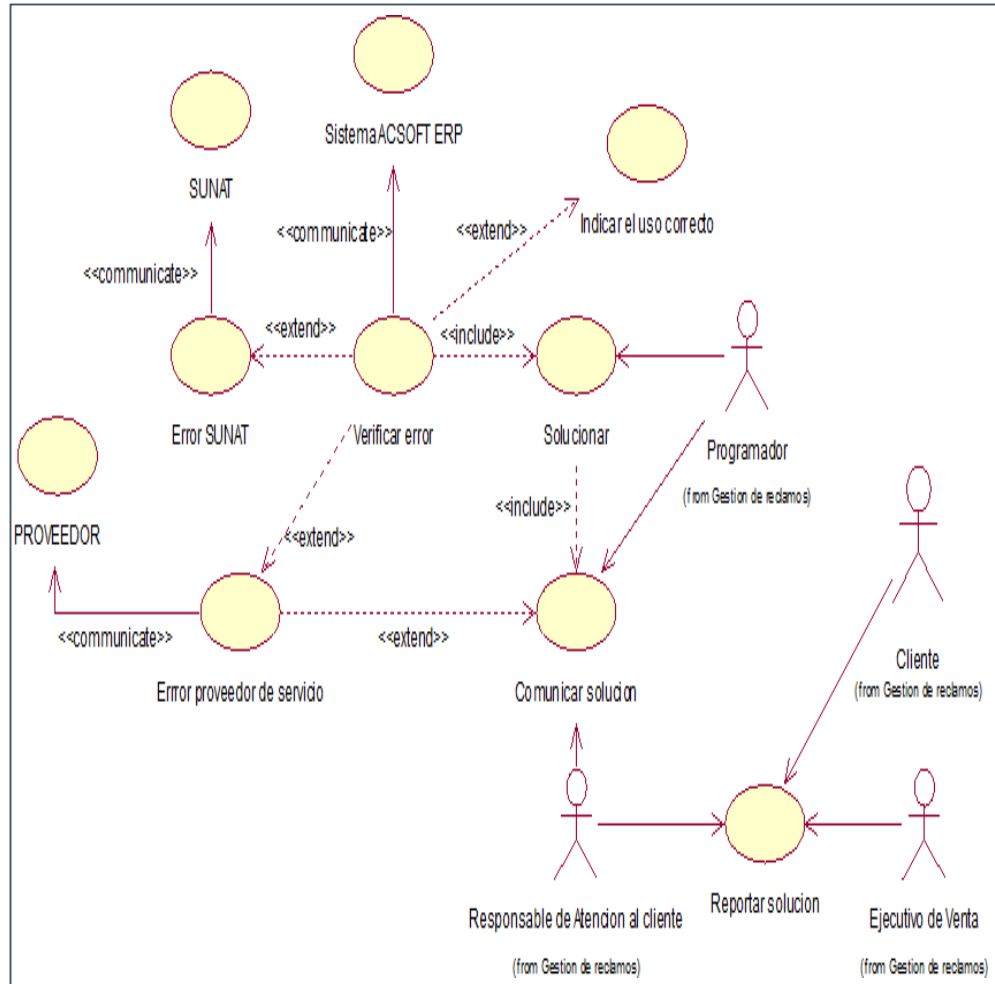 Sistema ACSOFT ERP
SUNAT
Indicar el uso correcto
<<communicate>>
<<extend>>
<<communicate>>
<<extend>>
<<include>>
Error SUNAT
Verificar error
Solucionar
Programador
(from Gestion de reclamos)
<<include>>
PROVEEDOR
<<extend>>
<<communicate>>
<<extend>>
Cliente
(from Gestion de reclamos)
Errror proveedor de servicio
Comunicar solucion
Responsable de Atencion al cliente
(from Gestion de reclamos)
Reportar solucion
Ejecutivo de Venta
(from Gestion de reclamos)